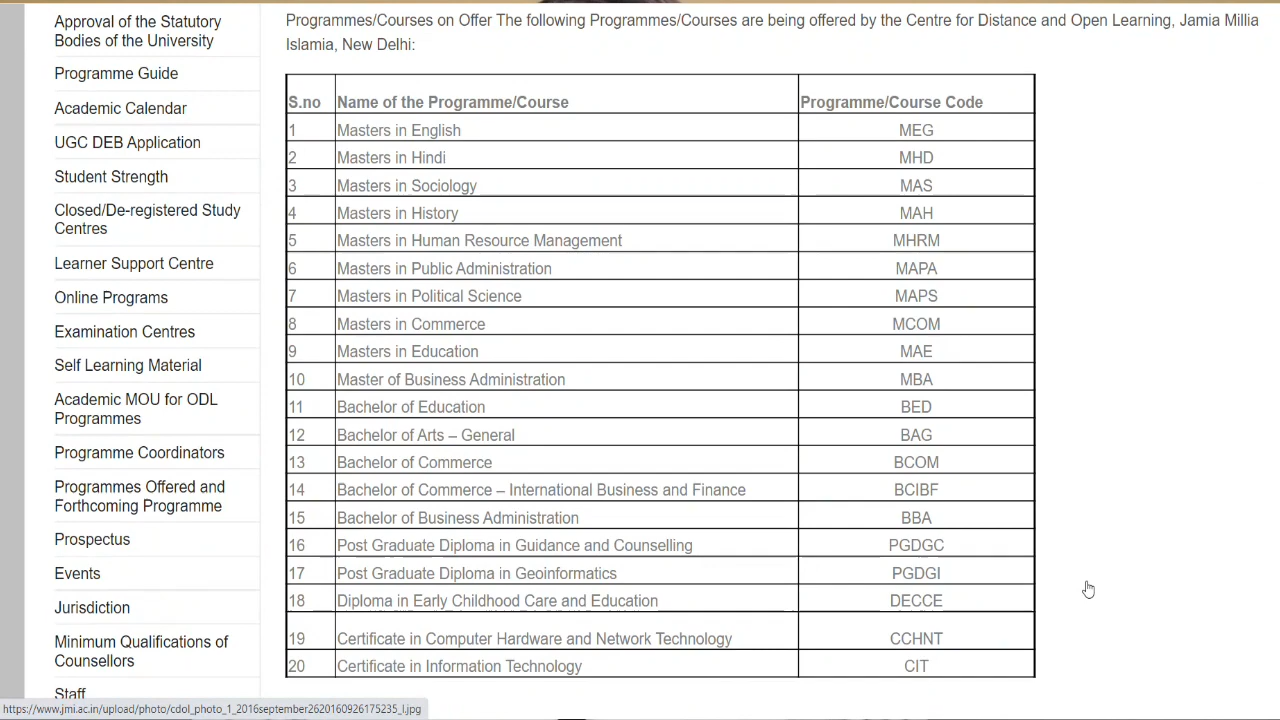 Approval of the Statutory
Bodies of the University
Programme Guide
Academic Calendar
UGC DEB Application
Student Strength
Closed/De-registered Study
Centres
Learner Support Centre
Online Programs
Examination Centres
Self Learning Material
Academic MOU for ODL
Programmes
Programme Coordinators
Programmes Offered and
Forthcoming Programme
Prospectus
Events
Jurisdiction
Minimum Qualifications of
Counsellors
Staff
Programmes/Courses on Offer The following Programmes/Courses are being offered by the Centre for Distance and Open Learning, Jamia Millia
Islamia, New Delhi:
S.no Name of the Programme/Course Programme/Course Code
1 Masters in English MEG
2 Masters in Hindi MHD
3 Masters in Sociology MAS
4 Masters in History MAH
5 Masters in Human Resource Management MHRM
6 Masters in Public Administration MAPA
7 Masters in Political Science MAPS
8 Masters in Commerce MCOM
9 Masters in Education MAE
10 Master of Business Administration MBA
11 Bachelor of Education BED
12 Bachelor of Arts – General BAG
13 Bachelor of Commerce BCOM
14 Bachelor of Commerce – International Business and Finance BCIBF
15 Bachelor of Business Administration BBA
16 Post Graduate Diploma in Guidance and Counselling PGDGC
17 Post Graduate Diploma in Geoinformatics PGDGI
18 Diploma in Early Childhood Care and Education DECCE
19 Certificate in Computer Hardware and Network Technology CCHNT
20 Certificate in Information Technology CIT
https://www.jmi.ac.in/upload/photo/cdol_photo_1_2016september2620160926175235_l.jpg